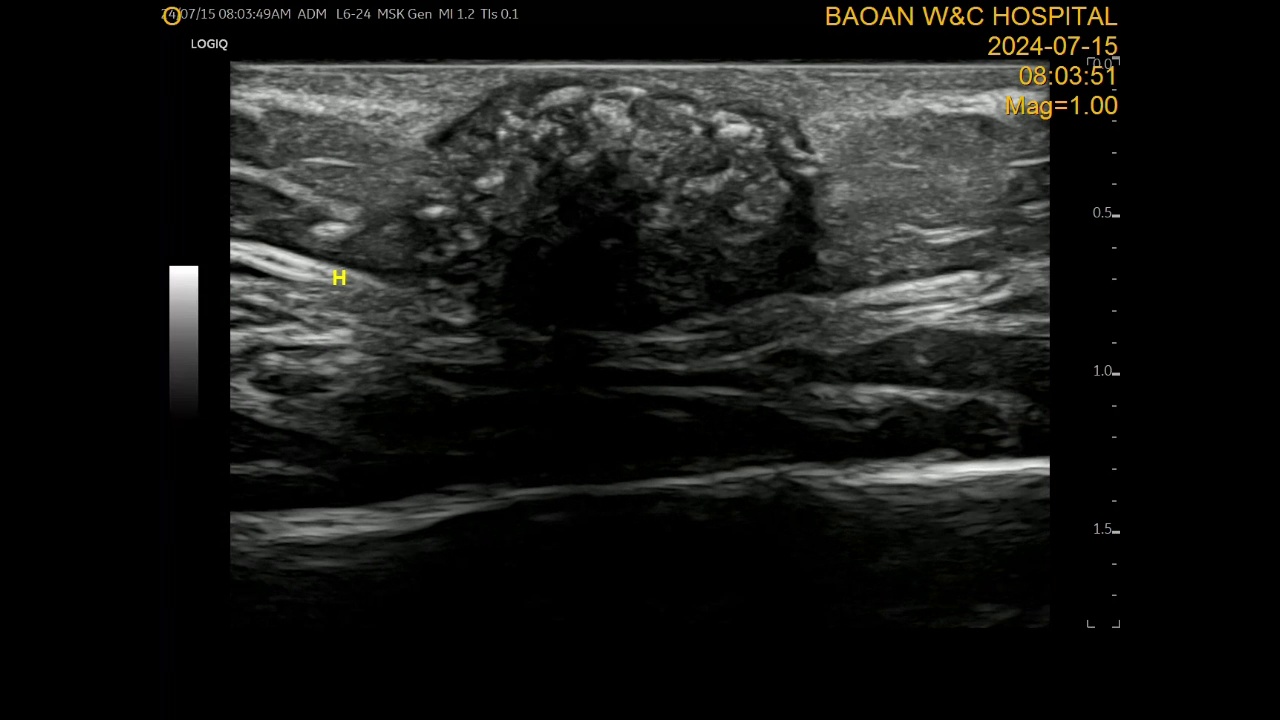 24/07/15 08:03:49AM ADM L6-24 MSK Gen MI 1.2 TIs 0.1
LOGIQ
BAOAN W&C HOSPITAL
2024-07-15
08:03:51
Mag=1.00
0.0
0.5
H
1.0
1.5